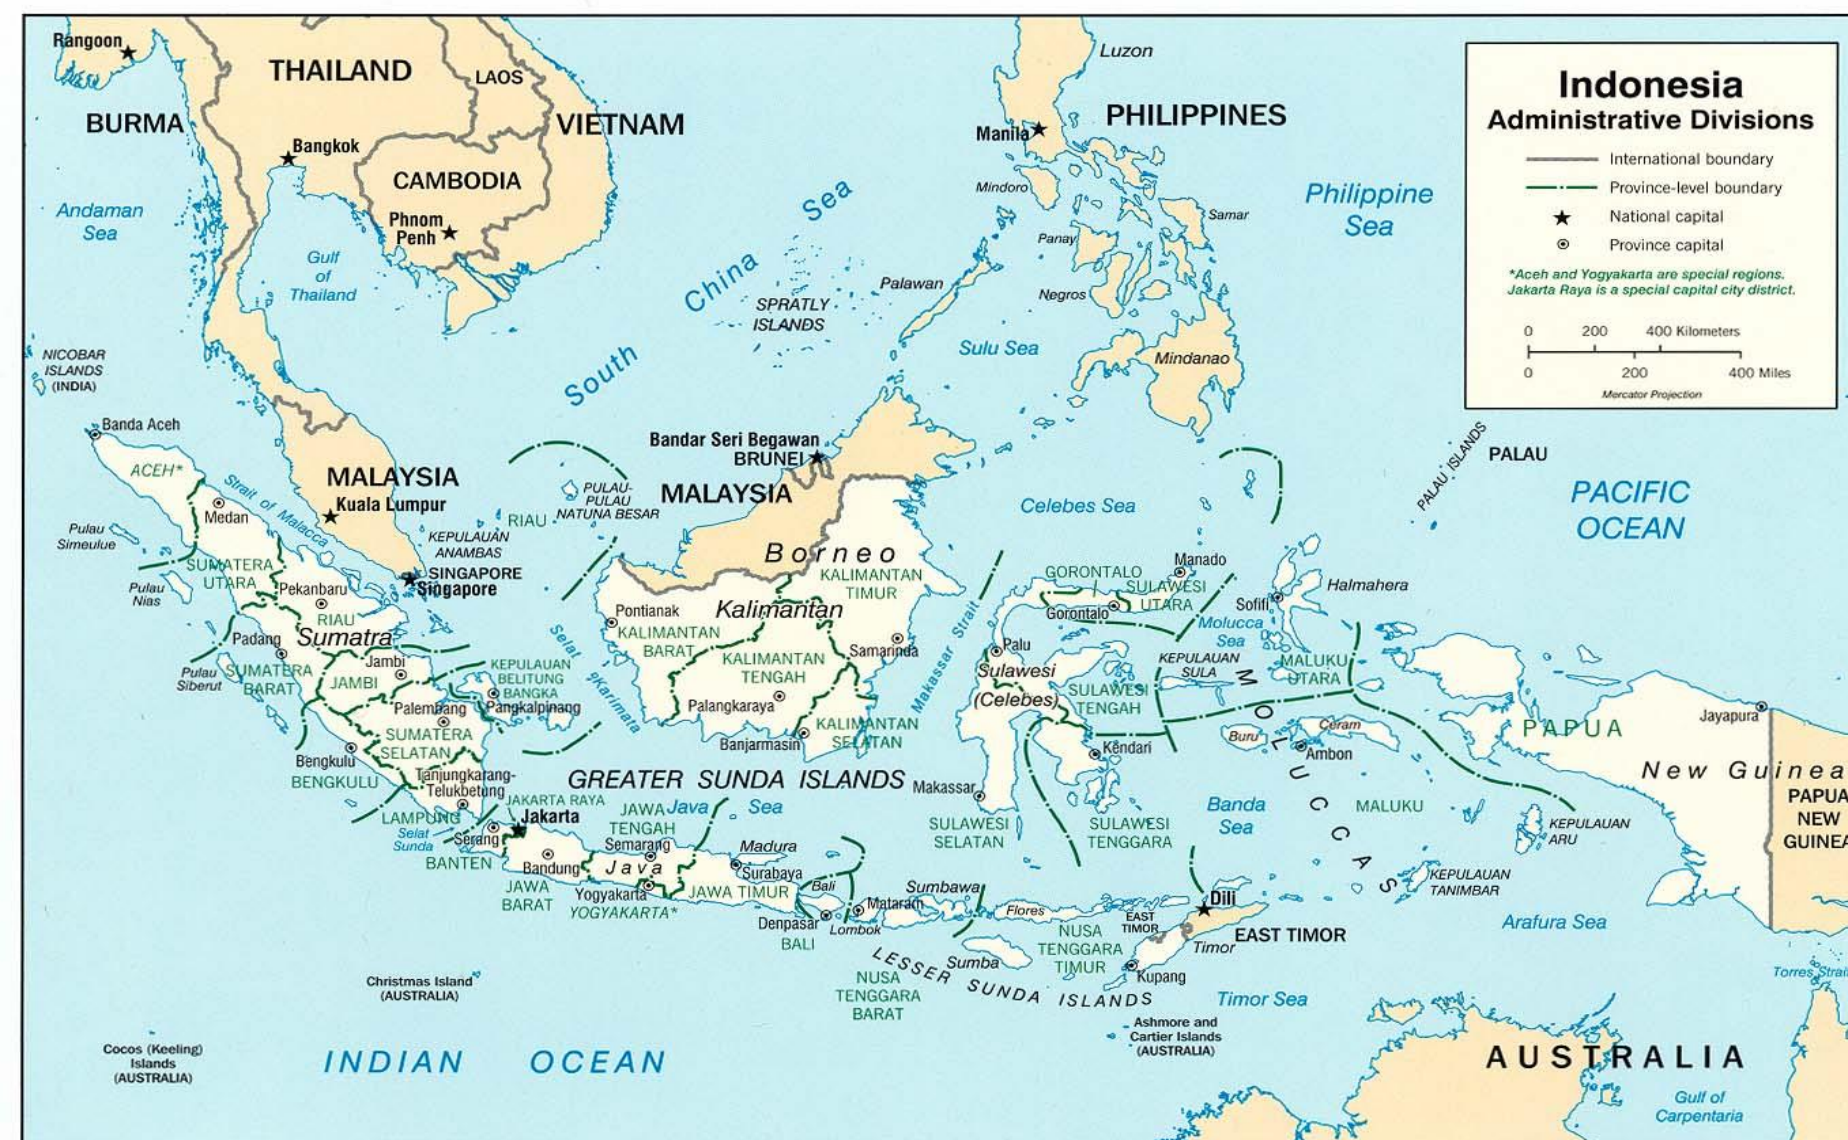 Rangoon
THAILAND
LAOS
BURMA
VIETNAM
Bangkok
CAMBODIA
Phnom
Penh
Andaman
Sea
Gulf
of
Thailand
Luzon
PHILIPPINES
Manila
Mindoro
Philippine
Sea
Samar
Panay
Palawan
Negros
South China Sea
SPRATLY
ISLANDS
Sulu Sea
Mindanao
Indonesia
Administrative Divisions
International boundary
Province-level boundary
National capital
Province capital
*Aceh and Yogyakarta are special regions.
Jakarta Raya is a special capital city district.
0 200 400 Kilometers
0 200 400 Miles
Mercator Projection
NICOBAR
ISLANDS
(INDIA)
Banda Aceh
ACEH*
Strait of Malacca
Medan
Pulau
Simeulue
MALAYSIA
Kuala Lumpur
KEPULAUAN
ANAMBAS
RIAU
PULAU-
PULAU
NATUNA BESAR
Bandar Seri Begawan
BRUNEI
MALAYSIA
Celebes Sea
PALAU ISLANDS
PALAU
PACIFIC
OCEAN
SUMATERA
UTARA
Pulau
Nias
Pekanbaru
RIAU
SINGAPORE
Singapore
Borneo
KALIMANTAN
TIMUR
Pontianak
Kalimantan
KALIMANTAN
BARAT
KALIMANTAN
TENGAH
Samarinda
Palangkaraya
Banjarmasin
KALIMANTAN
SELATAN
Makassar Strait
Selat Karimata
Padang
Sumatra
Pulau
Siberut
SUMATERA
BARAT
Jambi
JAMBI
KEPULAUAN
BELITUNG
BANGKA
Pangkalpinang
Palembang
SUMATERA
SELATAN
Bengkulu
BENGKULU
Tanjungkarang-
Telukbetung
LAMPUNG
Selat
Sunda
GORONTALO
Manado
SULAWESI
UTARA
Gorontalo
Palu
Sulawesi
(Celebes)
SULAWESI
TENGAH
Kendari
Makassar
SULAWESI
SELATAN
SULAWESI
TENGGARA
Sofifi
Halmahera
Molucca
Sea
KEPULAUAN
SULA
MALUKU
UTARA
MOLUCCAS
Buru
Ceram
Ambon
Banda
Sea
MALUKU
PAPUA
Jayapura
New Guinea
PAPUA
NEW
GUINEA
KEPULAUAN
ARU
KEPULAUAN
TANIMBAR
Arafura Sea
GREATER SUNDA ISLANDS
Java Sea
JAKARTA RAYA
Jakarta
Serang
BANTEN
Bandung
JAWA
BARAT
JAWA
TENGAH
Semarang
Java
Yogyakarta
YOGYAKARTA*
Madura
Surabaya
JAWA TIMUR
Bali
Denpasar
BALI
Mataram
Lombok
Sumbawa
NUSA
TENGGARA
BARAT
LESSER SUNDA ISLANDS
Sumba
Flores
NUSA
TENGGARA
TIMUR
EAST
TIMOR
Dili
EAST TIMOR
Timor
Kupang
Timor Sea
Ashmore and
Cartier Islands
(AUSTRALIA)
Torres Strait
Christmas Island
(AUSTRALIA)
Cocos (Keeling)
Islands
(AUSTRALIA)
INDIAN OCEAN
AUSTRALIA
Gulf of
Carpentaria